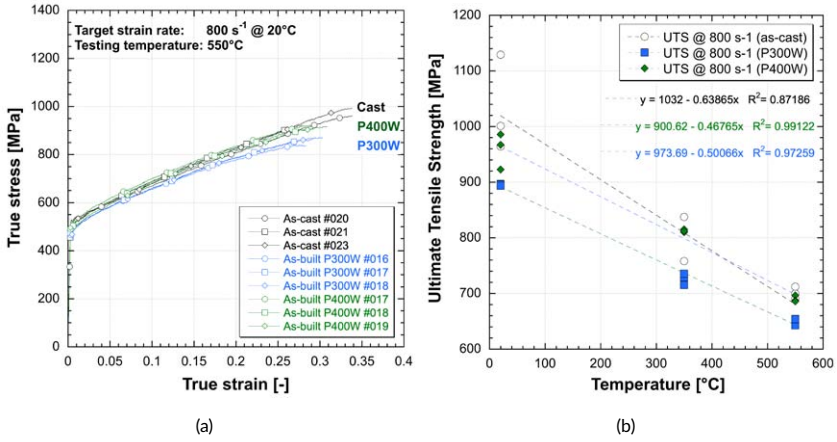 Target strain rate: 800 s-1 @ 20°C
Testing temperature: 550°C
Cast
P400W
P300W
As-cast #020
As-cast #021
As-cast #023
As-built P300W #016
As-built P300W #017
As-built P300W #018
As-built P400W #017
As-built P400W #018
As-built P400W #019
1400
1200
1000
800
600
400
200
0
0 0.05 0.1 0.15 0.2 0.25 0.3 0.35 0.4
True stress [MPa]
True strain [-]
(a)
UTS @ 800 s-1 (as-cast)
UTS @ 800 s-1 (P300W)
UTS @ 800 s-1 (P400W)
y = 1032 - 0.63865x R2= 0.87186
y = 900.62 - 0.46765x R2= 0.99122
y = 973.69 - 0.50066x R2= 0.97259
1200
1100
1000
900
800
700
600
0 100 200 300 400 500 600
Ultimate Tensile Strength [MPa]
Temperature [°C]
(b)